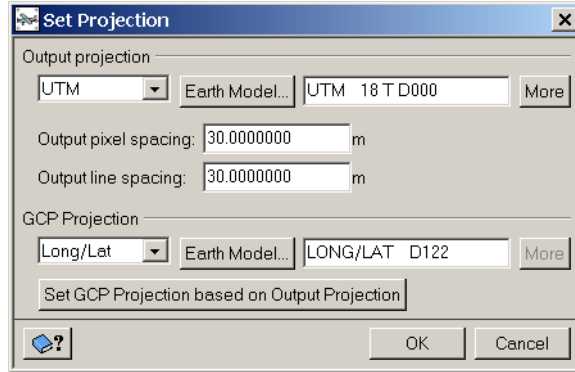 Set Projection
Output projection
UTM Earth Model... UTM 18 T D000 More
Output pixel spacing: 30.0000000 m
Output line spacing: 30.0000000 m
GCP Projection
Long/Lat Earth Model... LONG/LAT D122 More
Set GCP Projection based on Output Projection
? OK Cancel